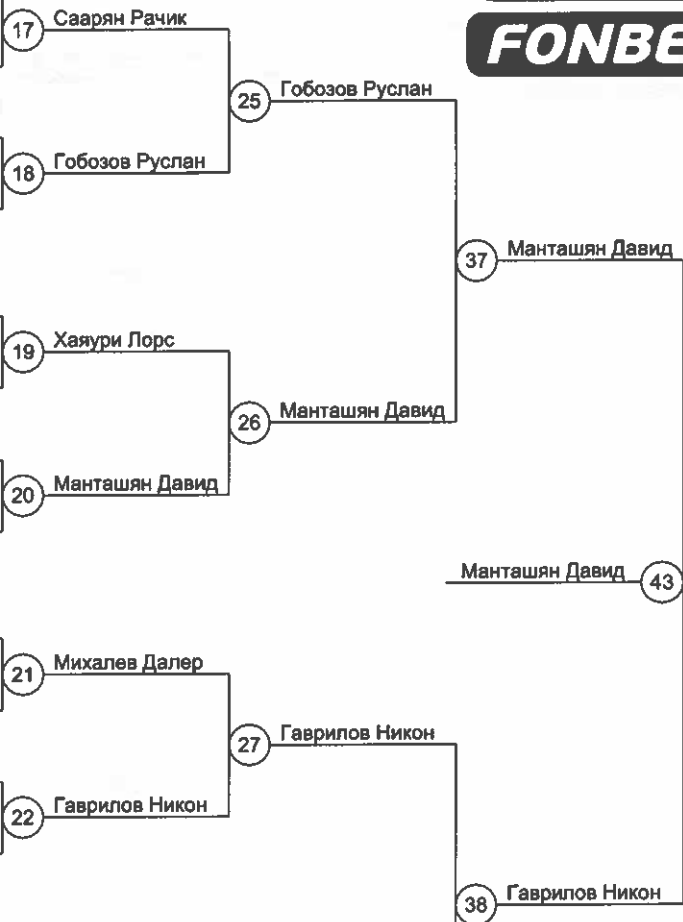 17 Саарян Рачик
FONBE
25 Гобозов Руслан
18 Гобозов Руслан
37 Манташян Давид
19 Хаяури Лорс
26 Манташян Давид
20 Манташян Давид
Манташян Давид 43
21 Михалев Далер
27 Гаврилов Никон
22 Гаврилов Никон
38 Гаврилов Никон